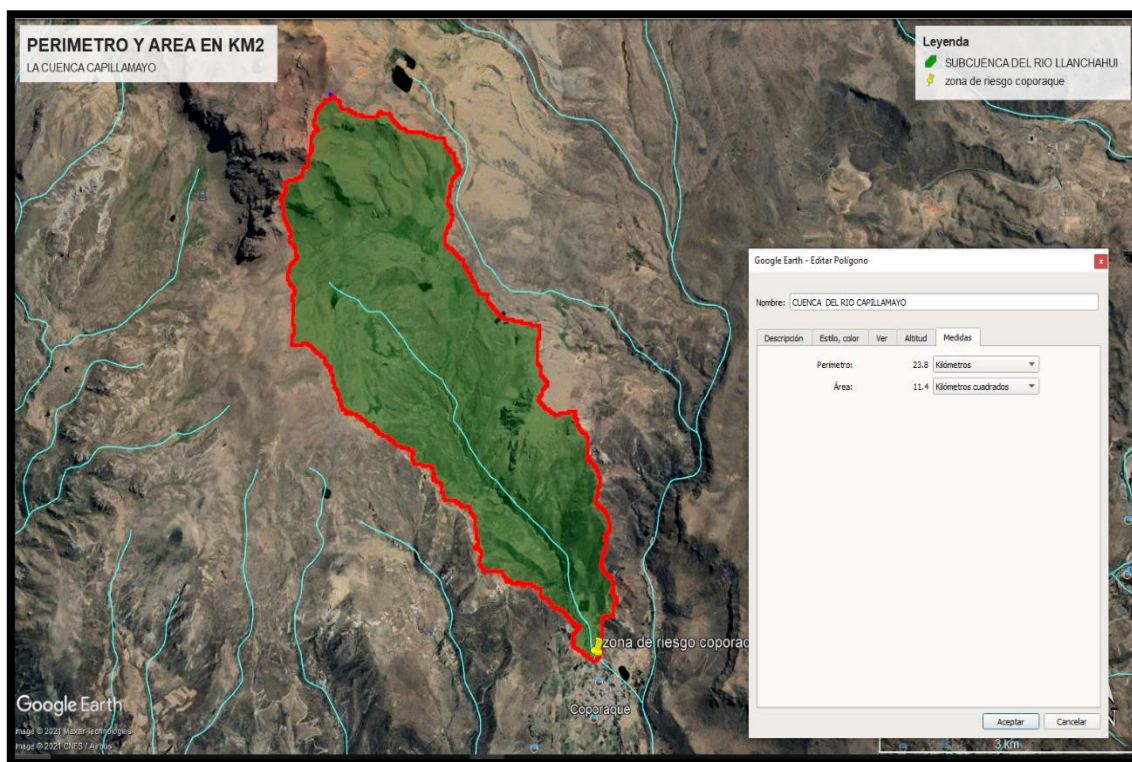 PERIMETRO Y AREA EN KM2
LA CUENCA CAPILLAMAYO
Leyenda
SUBCUENCA DEL RIO LLANCHAHUI
zona de riesgo coporaque
Google Earth - Editar Polígono
x
Nombre: CUENCA DEL RIO CAPILLAMAYO
Descripción Estilo, color Ver Altitud Medidas
Perímetro: 23.8 Kilómetros
Área: 11.4 Kilómetros cuadrados
zona de riesgo coporaq
Coporaque
Google Earth
Image © 2021 Maxar Technologies
Image © 2021 CNES / Airbus
Aceptar Cancelar
N
3 km